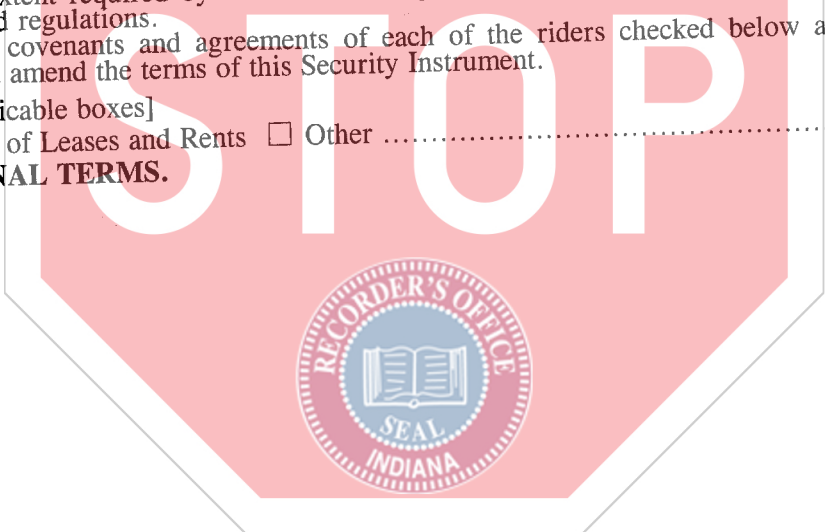 regulations.
covenants and agreements of each of the riders checked below
amend the terms of this Security Instrument.
icable boxes]
of Leases and Rents ☐ Other ........................................................
NAL TERMS.
STOP
RECORDER'S OFFICE
SEAL
INDIANA